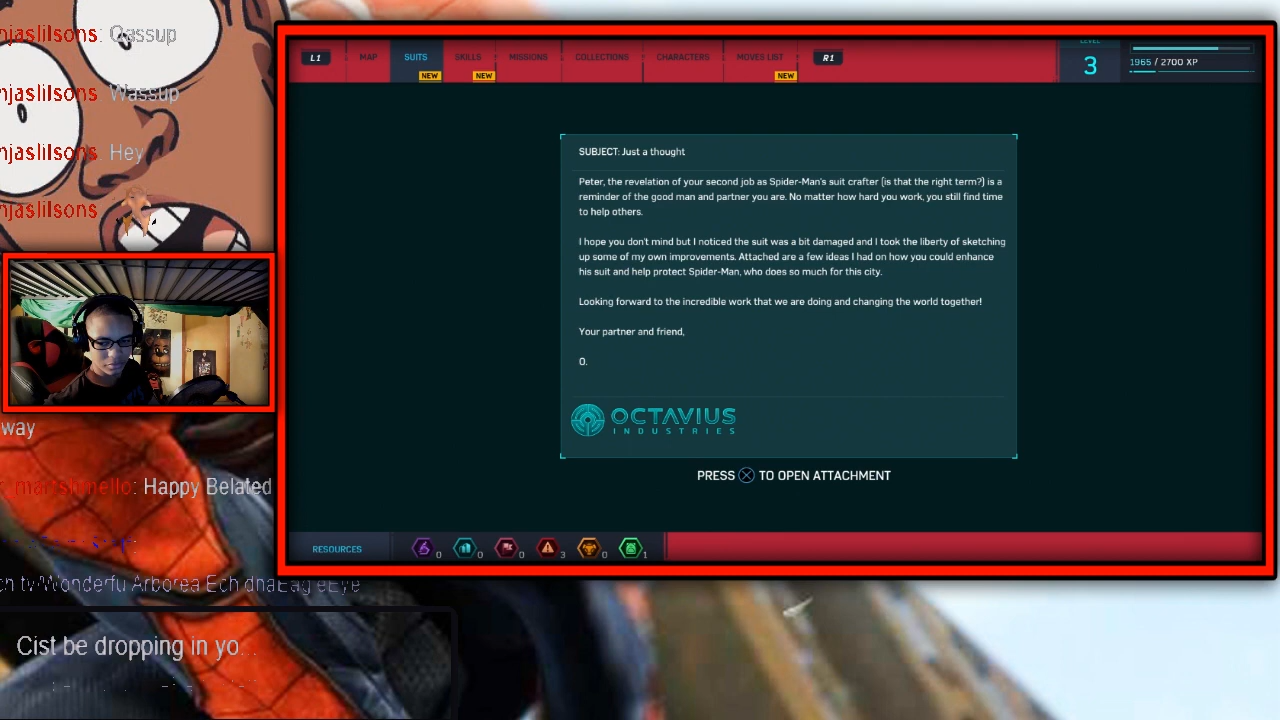 njaslilsons: Qassup
njaslilsons: Wassup
njaslilsons: Hey
njaslilsons
way
maryslmello: Happy Belated
Cist be dropping in yo...
L1
MAP
SUITS
NEW
SKILLS
NEW
MISSIONS
COLLECTIONS
CHARACTERS
MOVES LIST
NEW
R1
LEVEL
3
1965 / 2700 XP
SUBJECT: Just a thought
Peter, the revelation of your second job as Spider-Man's suit crafter (is that the right term?) is a
reminder of the good man and partner you are. No matter how hard you work, you still find time
to help others.
I hope you don't mind but I noticed the suit was a bit damaged and I took the liberty of sketching
up some of my own improvements. Attached are a few ideas I had on how you could enhance
his suit and help protect Spider-Man, who does so much for this city.
Looking forward to the incredible work that we are doing and changing the world together!
Your partner and friend,
O.
OCTAVIUS
INDUSTRIES
PRESS TO OPEN ATTACHMENT
RESOURCES
0
0
0
3
0
1